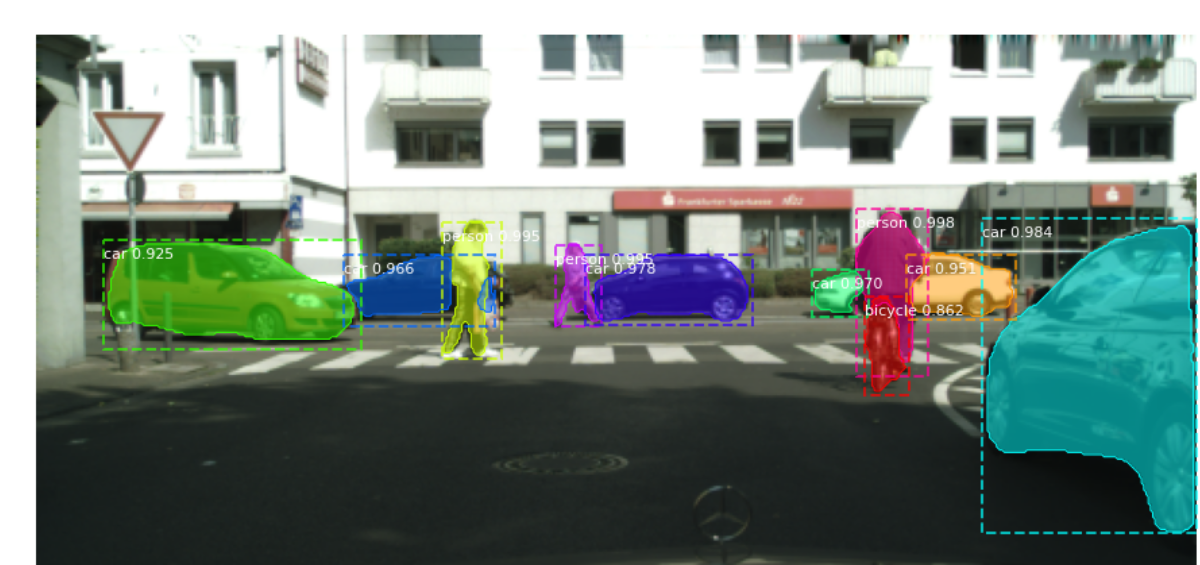 Frankfurter Sparkasse 1822
person 0.998
person 0.995
car 0.984
car 0.925
person 0.995
car 0.966
car 0.978
car 0.951
car 0.970
bicycle 0.862